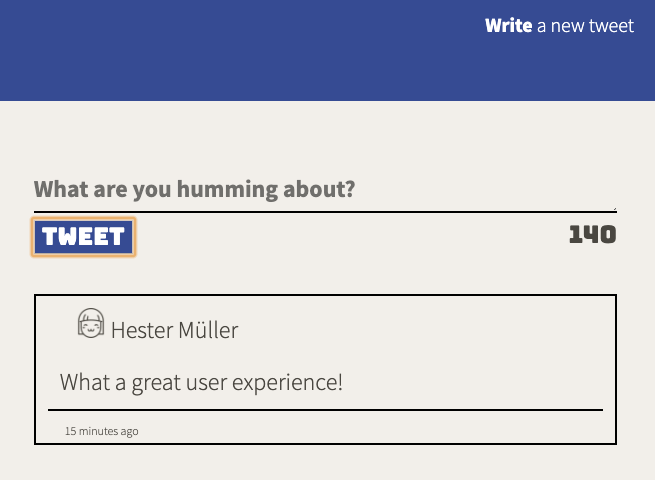 Write a new tweet
What are you humming about?
TWEET
140
Hester Müller
What a great user experience!
15 minutes ago